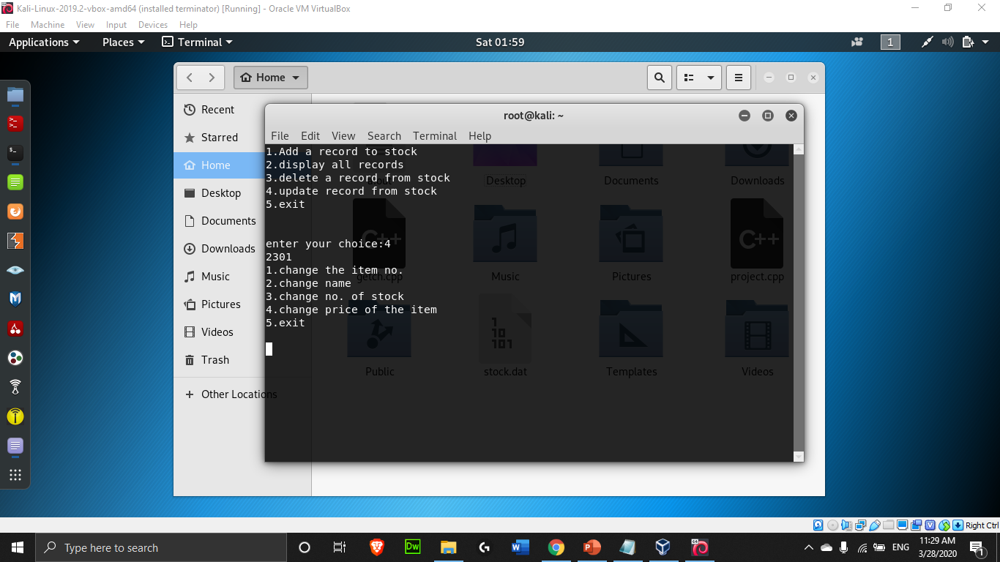 Kali-Linux-2019.2-vbox-amd64 (installed terminator) [Running] - Oracle VM VirtualBox
File Machine View Input Devices Help
Applications Places Terminal Sat 01:59 1
Home
Recent
Starred
Home
Desktop
Documents
Downloads
Music
Pictures
Videos
Trash
Other Locations
root@kali: ~
File Edit View Search Terminal Help
1.Add a record to stock
2.display all records
3.delete a record from stock
4.update record from stock
5.exit
enter your choice:4
2301
1.change the item no.
2.change name
3.change no. of stock
4.change price of the item
5.exit
Desktop Documents Downloads
C++ C++
getch.cpp Music Pictures project.cpp
1
10
101
Public stock.dat Templates Videos
Right Ctrl
Type here to search
Dw
ENG
11:29 AM
3/28/2020
1